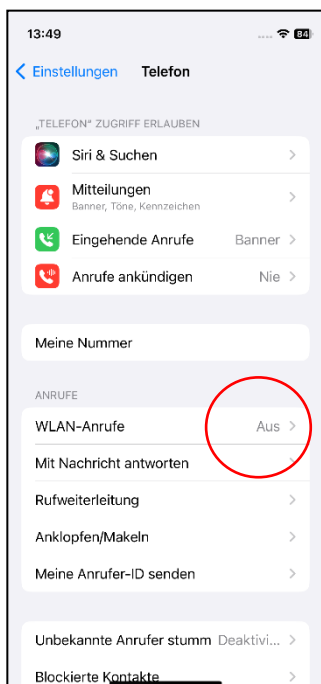 13:49 84
Einstellungen Telefon
„TELEFON“ ZUGRIFF ERLAUBEN
Siri & Suchen
Mitteilungen
Banner, Töne, Kennzeichen
Eingehende Anrufe Banner
Anrufe ankündigen Nie
Meine Nummer
ANRUFE
WLAN-Anrufe Aus
Mit Nachricht antworten
Rufweiterleitung
Anklopfen/Makeln
Meine Anrufer-ID senden
Unbekannte Anrufer stumm Deaktivi...
Blockierte Kontakte